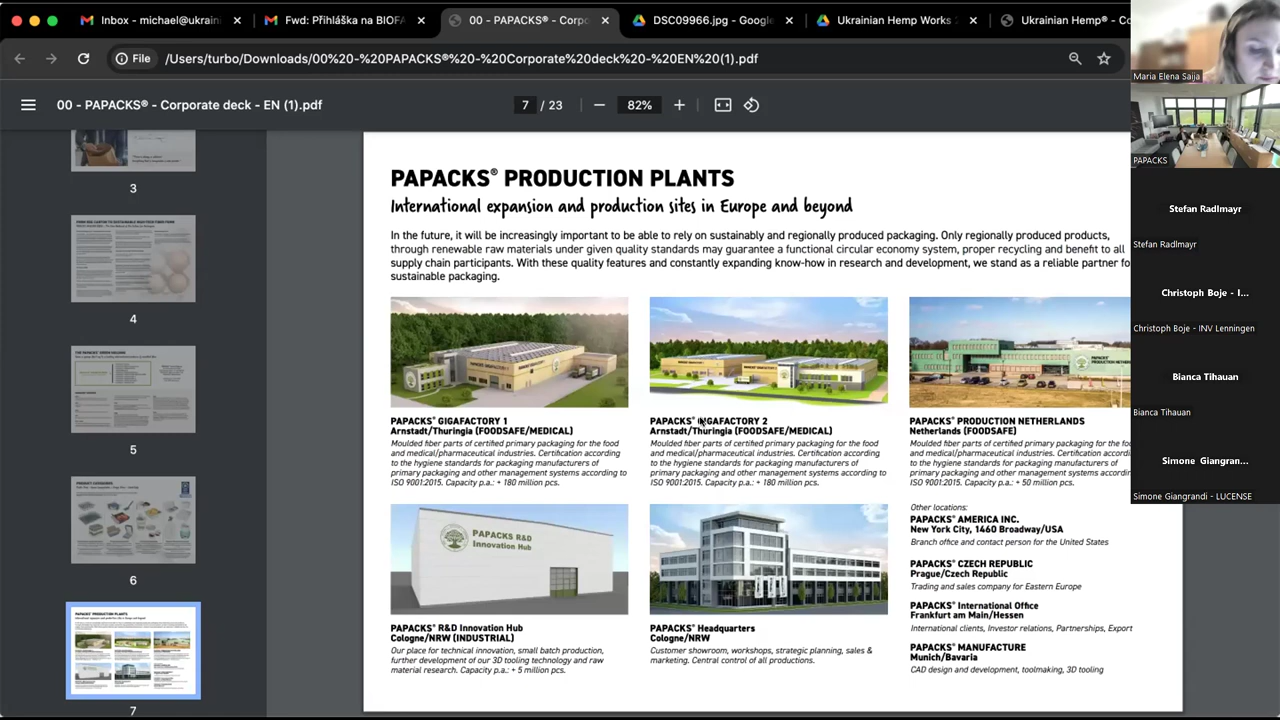 Inbox - michael@ukrain
Fwd: Přihláška na BIOFA
00 - PAPACKS® - Corpo
DSC09966.jpg - Google
Ukrainian Hemp Works 2
Ukrainian Hemp® - Co
File
/Users/turbo/Downloads/00%20-%20PAPACKS®%20-%20Corporate%20deck%20-%20EN%20(1).pdf
00 - PAPACKS® - Corporate deck - EN (1).pdf
7 / 23
82%
3
4
5
6
7
PAPACKS® PRODUCTION PLANTS
International expansion and production sites in Europe and beyond
In the future, it will be increasingly important to be able to rely on sustainably and regionally produced packaging. Only regionally produced products,
through renewable raw materials under given quality standards may guarantee a functional circular economy system, proper recycling and benefit to all
supply chain participants. With these quality features and constantly expanding know-how in research and development, we stand as a reliable partner fo
sustainable packaging.
PAPACKS® GIGAFACTORY 1
Arnstadt/Thuringia (FOODSAFE/MEDICAL)
Moulded fiber parts of certified primary packaging for the food
and medical/pharmaceutical industries. Certification according
to the hygiene standards for packaging manufacturers of
primary packaging and other management systems according to
ISO 9001:2015. Capacity p.a.: + 180 million pcs.
PAPACKS® GIGAFACTORY 2
Arnstadt/Thuringia (FOODSAFE/MEDICAL)
Moulded fiber parts of certified primary packaging for the food
and medical/pharmaceutical industries. Certification according
to the hygiene standards for packaging manufacturers of
primary packaging and other management systems according to
ISO 9001:2015. Capacity p.a.: + 180 million pcs.
PAPACKS® PRODUCTION NETHERLANDS
Netherlands (FOODSAFE)
Moulded fiber parts of certified primary packaging for the food
and medical/pharmaceutical industries. Certification according
to the hygiene standards for packaging manufacturers of
primary packaging and other management systems according
ISO 9001:2015. Capacity p.a.: + 50 million pcs.
PAPACKS R&D
Innovation Hub
PAPACKS® R&D Innovation Hub
Cologne/NRW (INDUSTRIAL)
Our place for technical innovation, small batch production,
further development of our 3D tooling technology and raw
material research. Capacity p.a.: + 5 million pcs.
PAPACKS® Headquarters
Cologne/NRW
Customer showroom, workshops, strategic planning, sales &
marketing. Central control of all productions.
Other locations:
PAPACKS® AMERICA INC.
New York City, 1460 Broadway/USA
Branch office and contact person for the United States
PAPACKS® CZECH REPUBLIC
Prague/Czech Republic
Trading and sales company for Eastern Europe
PAPACKS® International Office
Frankfurt am Main/Hessen
International clients, Investor relations, Partnerships, Export
PAPACKS® MANUFACTURE
Munich/Bavaria
CAD design and development, toolmaking, 3D tooling
Maria Elena Saija
PAPACKS
Stefan Radlmayr
Stefan Radlmayr
Christoph Boje - I...
Christoph Boje - INV Lenningen
Bianca Tihauan
Bianca Tihauan
Simone Giangran...
Simone Giangrandi - LUCENSE